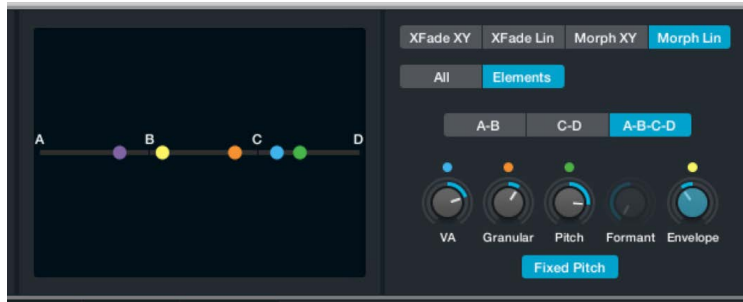 XFade XY XFade Lin Morph XY Morph Lin
All Elements
A B C D
A-B C-D A-B-C-D
VA Granular Pitch Formant Envelope
Fixed Pitch